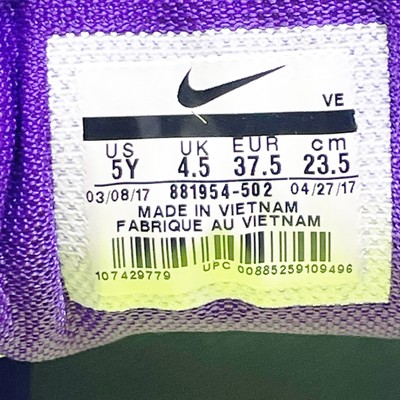 VE
US UK EUR cm
5Y 4.5 37.5 23.5
03/08/17 881954-502 04/27/17
MADE IN VIETNAM
FABRIQUE AU VIETNAM
107429779 UPC 00885259109496